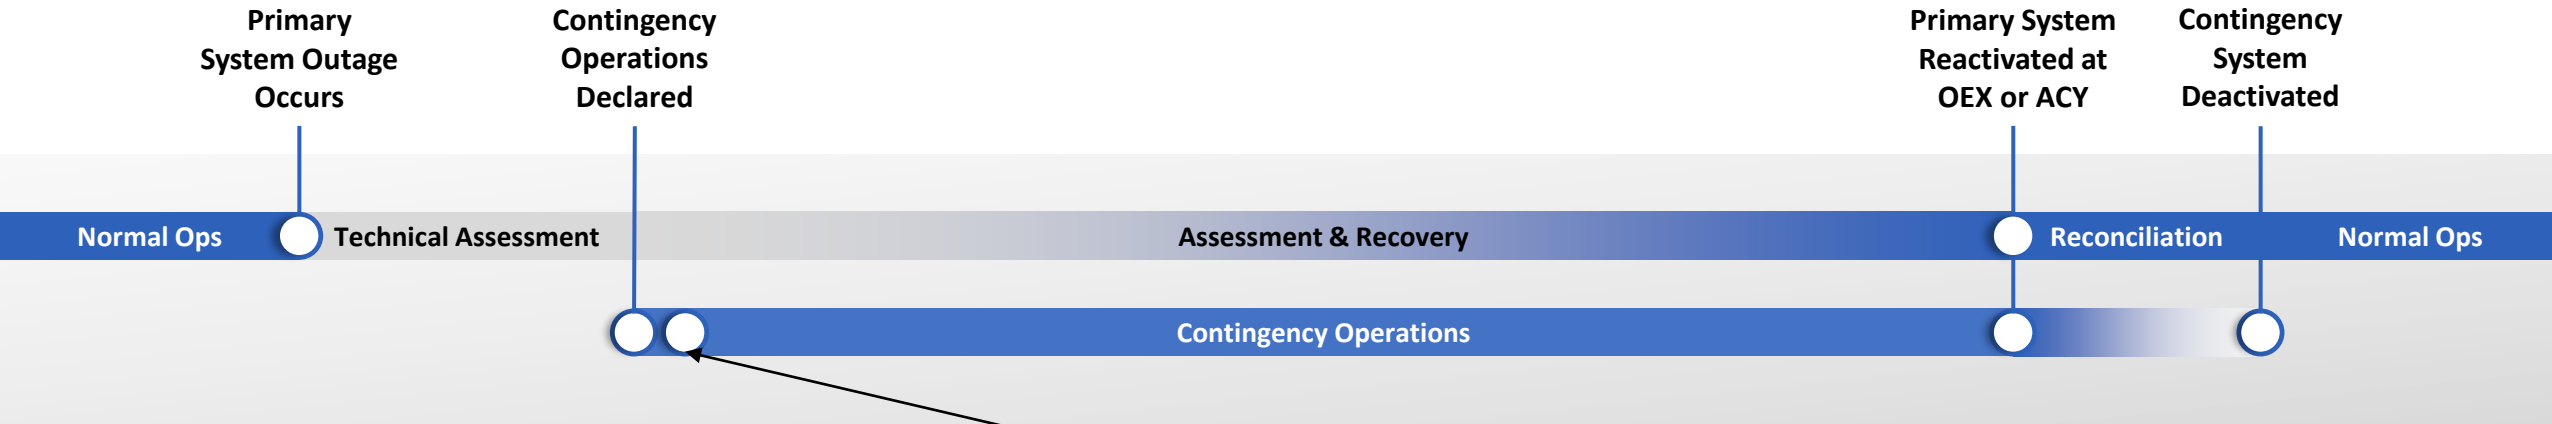 Primary
System Outage
Occurs
Contingency
Operations
Declared
Primary System
Reactivated at
OEX or ACY
Contingency
System
Deactivated
Normal Ops
Technical Assessment
Assessment & Recovery
Reconciliation
Normal Ops
Contingency Operations